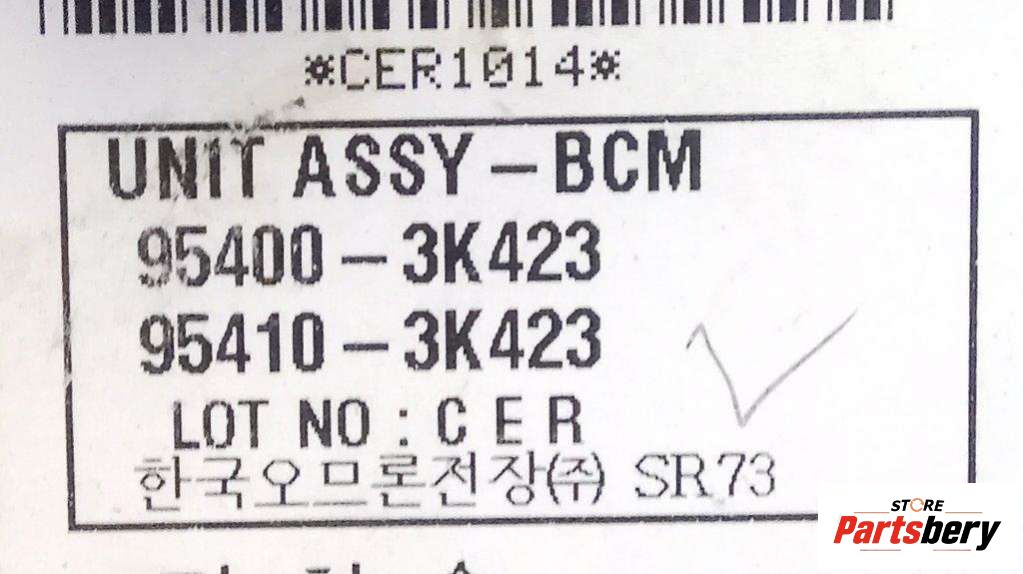 *CER1014*
UNIT ASSY - BCM
95400 - 3K423
95410 - 3K423
LOT NO : C E R
한국오므론전장(주) SR73
STORE
Partsbery